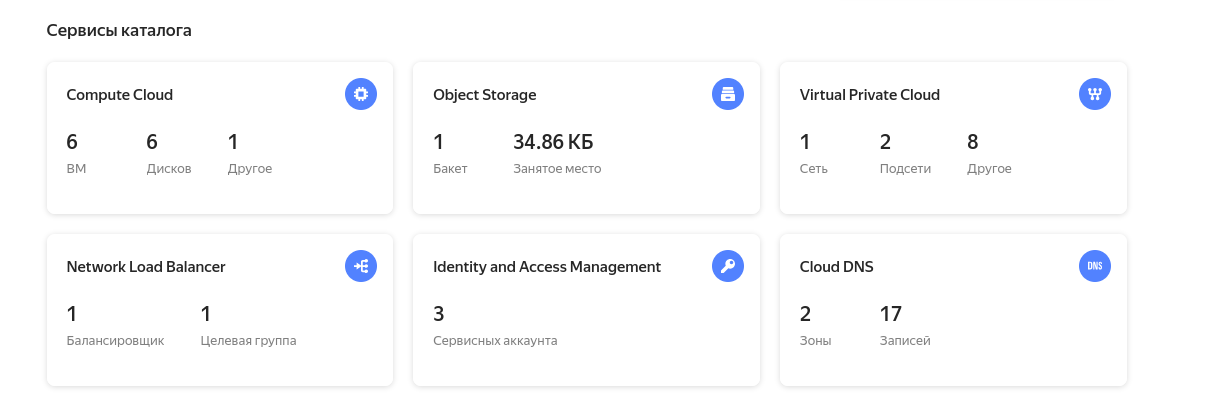 Сервисы каталога
Compute Cloud
6 6 1
ВМ Дисков Другое
Object Storage
1 34.86 КБ
Бакет Занятое место
Virtual Private Cloud
1 2 8
Сеть Подсети Другое
Network Load Balancer
1 1
Балансировщик Целевая группа
Identity and Access Management
3
Сервисных аккаунта
Cloud DNS
DNS
2 17
Зоны Записей